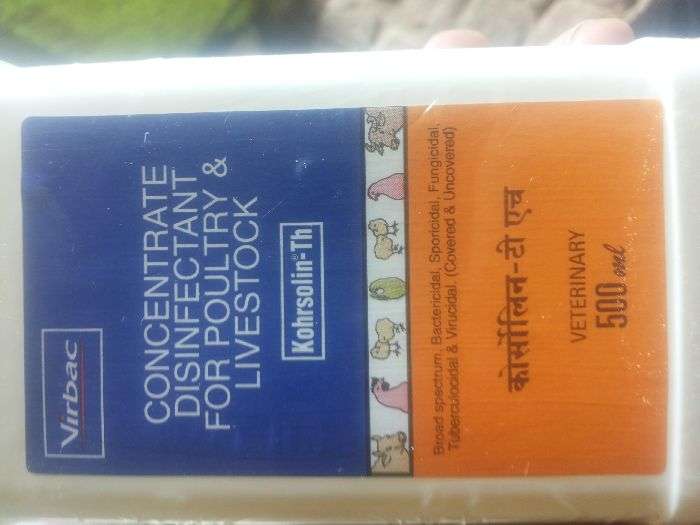 Virbac
CONCENTRATE
DISINFECTANT
FOR POULTRY &
LIVESTOCK
Kohrsolin®-Th
Broad spectrum, Bactericidal, Sporicidal, Fungicidal,
Tuberculocidal & Virucidal. (Covered & Uncovered)
कोर्सोलिन-टी एच
VETERINARY
500 ml